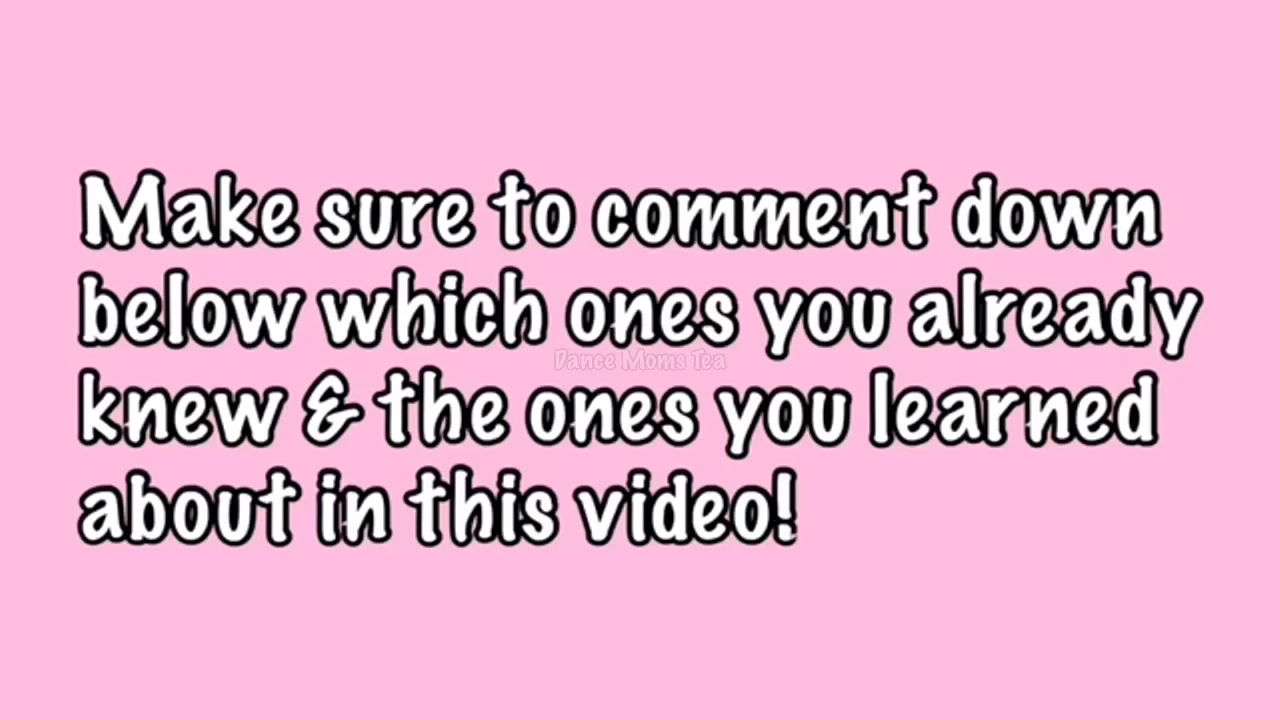 Make sure to comment down
below which ones you already
Dance Moms Tea
knew & the ones you learned
about in this video!